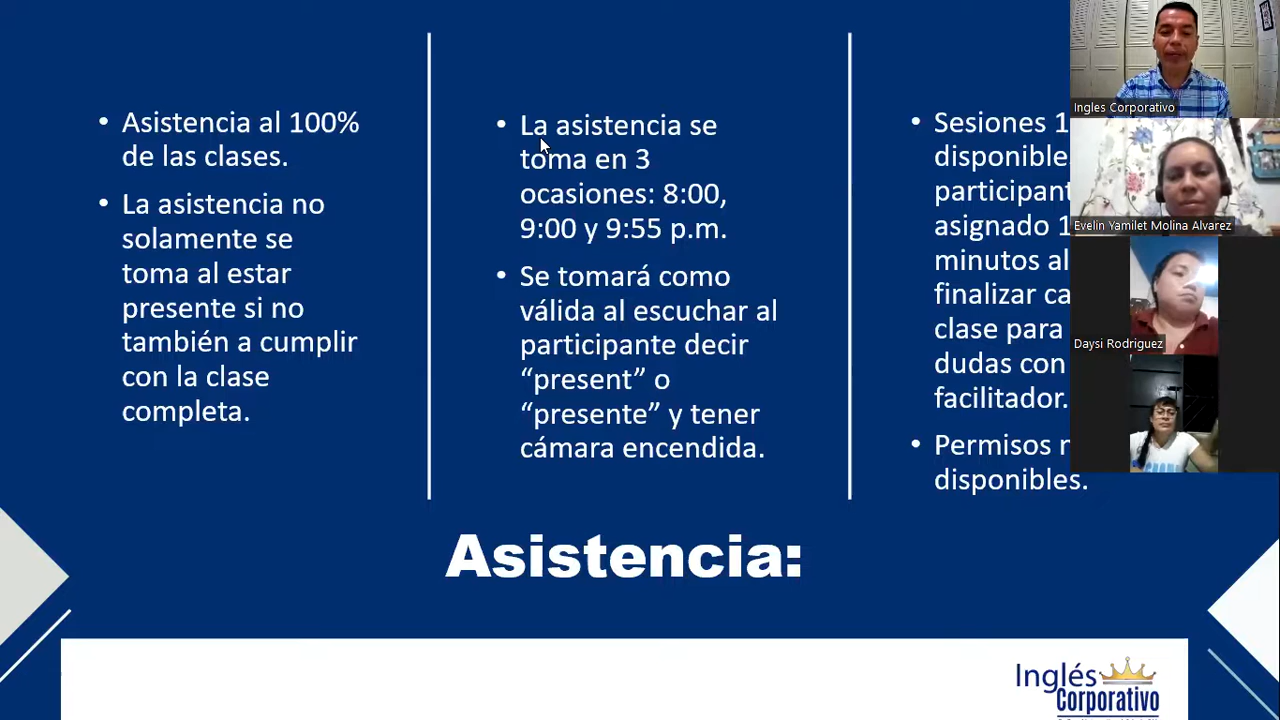 • Asistencia al 100%
de las clases.
• La asistencia no
solamente se
toma al estar
presente si no
también a cumplir
con la clase
completa.
• La asistencia se
toma en 3
ocasiones: 8:00,
9:00 y 9:55 p.m.
• Se tomará como
válida al escuchar al
participante decir
“present” o
“presente” y tener
cámara encendida.
• Sesiones 1
disponible
participant
asignado 1
minutos al
finalizar ca
clase para
dudas con
facilitador.
• Permisos n
disponibles.
Asistencia:
Inglés
Corporativo
Ingles Corporativo
Evelin Yamilet Molina Alvarez
Daysi Rodriguez